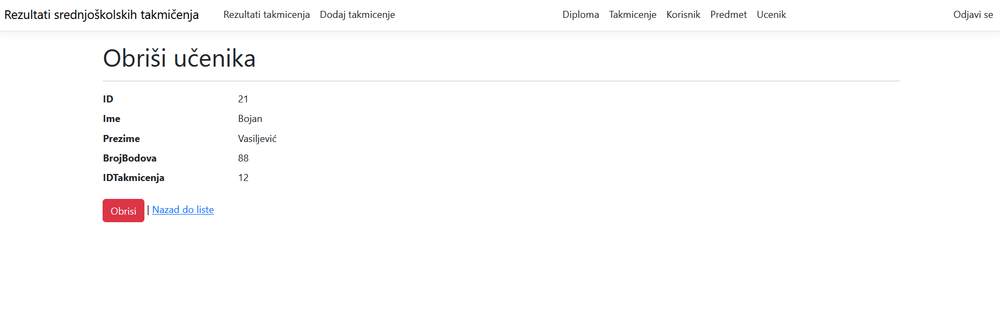 Rezultati srednjoškolskih takmičenja Rezultati takmicenja Dodaj takmicenje Diploma Takmicenje Korisnik Predmet Ucenik Odjavi se
Obriši učenika
ID 21
Ime Bojan
Prezime Vasiljević
BrojBodova 88
IDTakmicenja 12
Obrisi | Nazad do liste